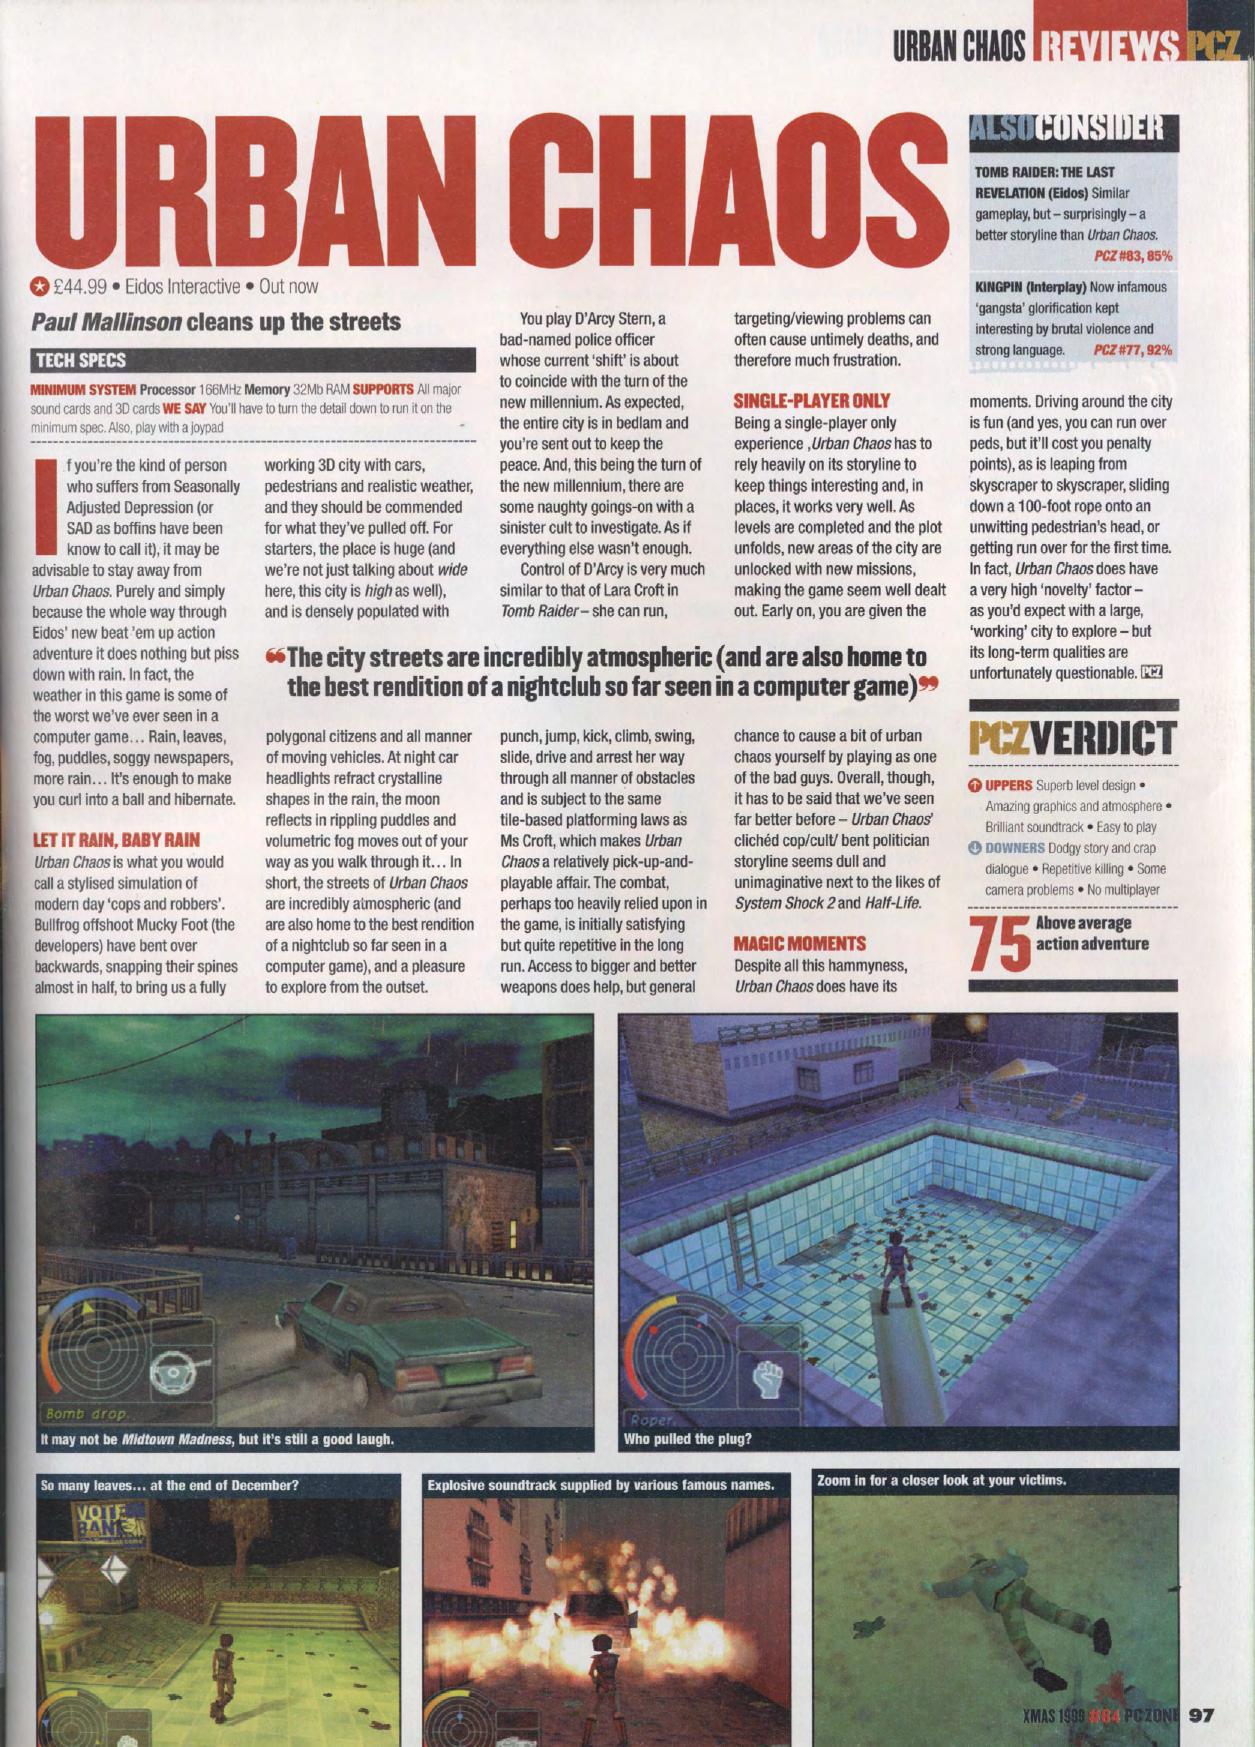 URBAN CHAOS REVIEWS PCZ
URBAN CHAOS
£44.99 • Eidos Interactive • Out now
Paul Mallinson cleans up the streets
TECH SPECS
MINIMUM SYSTEM Processor 166MHz Memory 32Mb RAM SUPPORTS All major
sound cards and 3D cards WE SAY You'll have to turn the detail down to run it on the
minimum spec. Also, play with a joypad
If you're the kind of person
who suffers from Seasonally
Adjusted Depression (or
SAD as boffins have been
know to call it), it may be
advisable to stay away from
Urban Chaos. Purely and simply
because the whole way through
Eidos' new beat 'em up action
adventure it does nothing but piss
down with rain. In fact, the
weather in this game is some of
the worst we've ever seen in a
computer game... Rain, leaves,
fog, puddles, soggy newspapers,
more rain... It's enough to make
you curl into a ball and hibernate.
LET IT RAIN, BABY RAIN
Urban Chaos is what you would
call a stylised simulation of
modern day 'cops and robbers'.
Bullfrog offshoot Mucky Foot (the
developers) have bent over
backwards, snapping their spines
almost in half, to bring us a fully
working 3D city with cars,
pedestrians and realistic weather,
and they should be commended
for what they've pulled off. For
starters, the place is huge (and
we're not just talking about wide
here, this city is high as well),
and is densely populated with
polygonal citizens and all manner
of moving vehicles. At night car
headlights refract crystalline
shapes in the rain, the moon
reflects in rippling puddles and
volumetric fog moves out of your
way as you walk through it... In
short, the streets of Urban Chaos
are incredibly atmospheric (and
are also home to the best rendition
of a nightclub so far seen in a
computer game), and a pleasure
to explore from the outset.
You play D'Arcy Stern, a
bad-named police officer
whose current 'shift' is about
to coincide with the turn of the
new millennium. As expected,
the entire city is in bedlam and
you're sent out to keep the
peace. And, this being the turn of
the new millennium, there are
some naughty goings-on with a
sinister cult to investigate. As if
everything else wasn't enough.
Control of D'Arcy is very much
similar to that of Lara Croft in
Tomb Raider – she can run,
punch, jump, kick, climb, swing,
slide, drive and arrest her way
through all manner of obstacles
and is subject to the same
tile-based platforming laws as
Ms Croft, which makes Urban
Chaos a relatively pick-up-and-
playable affair. The combat,
perhaps too heavily relied upon in
the game, is initially satisfying
but quite repetitive in the long
run. Access to bigger and better
weapons does help, but general
targeting/viewing problems can
often cause untimely deaths, and
therefore much frustration.
SINGLE-PLAYER ONLY
Being a single-player only
experience ,Urban Chaos has to
rely heavily on its storyline to
keep things interesting and, in
places, it works very well. As
levels are completed and the plot
unfolds, new areas of the city are
unlocked with new missions,
making the game seem well dealt
out. Early on, you are given the
chance to cause a bit of urban
chaos yourself by playing as one
of the bad guys. Overall, though,
it has to be said that we've seen
far better before – Urban Chaos'
clichéd cop/cult/ bent politician
storyline seems dull and
unimaginative next to the likes of
System Shock 2 and Half-Life.
MAGIC MOMENTS
Despite all this hammyness,
Urban Chaos does have its
moments. Driving around the city
is fun (and yes, you can run over
peds, but it'll cost you penalty
points), as is leaping from
skyscraper to skyscraper, sliding
down a 100-foot rope onto an
unwitting pedestrian's head, or
getting run over for the first time.
In fact, Urban Chaos does have
a very high 'novelty' factor –
as you'd expect with a large,
'working' city to explore – but
its long-term qualities are
unfortunately questionable. PCZ
“The city streets are incredibly atmospheric (and are also home to
the best rendition of a nightclub so far seen in a computer game)”
ALSO CONSIDER
TOMB RAIDER: THE LAST
REVELATION (Eidos) Similar
gameplay, but – surprisingly – a
better storyline than Urban Chaos.
PCZ #83, 85%
KINGPIN (Interplay) Now infamous
'gangsta' glorification kept
interesting by brutal violence and
strong language. PCZ #77, 92%
PCZVERDICT
UPPERS Superb level design •
Amazing graphics and atmosphere •
Brilliant soundtrack • Easy to play
DOWNERS Dodgy story and crap
dialogue • Repetitive killing • Some
camera problems • No multiplayer
75 Above average
action adventure
Bomb drop.
It may not be Midtown Madness, but it's still a good laugh.
Roper.
Who pulled the plug?
So many leaves... at the end of December?
VOTE
BANE
Explosive soundtrack supplied by various famous names.
Zoom in for a closer look at your victims.
XMAS 1999 #84 PC ZONE 97